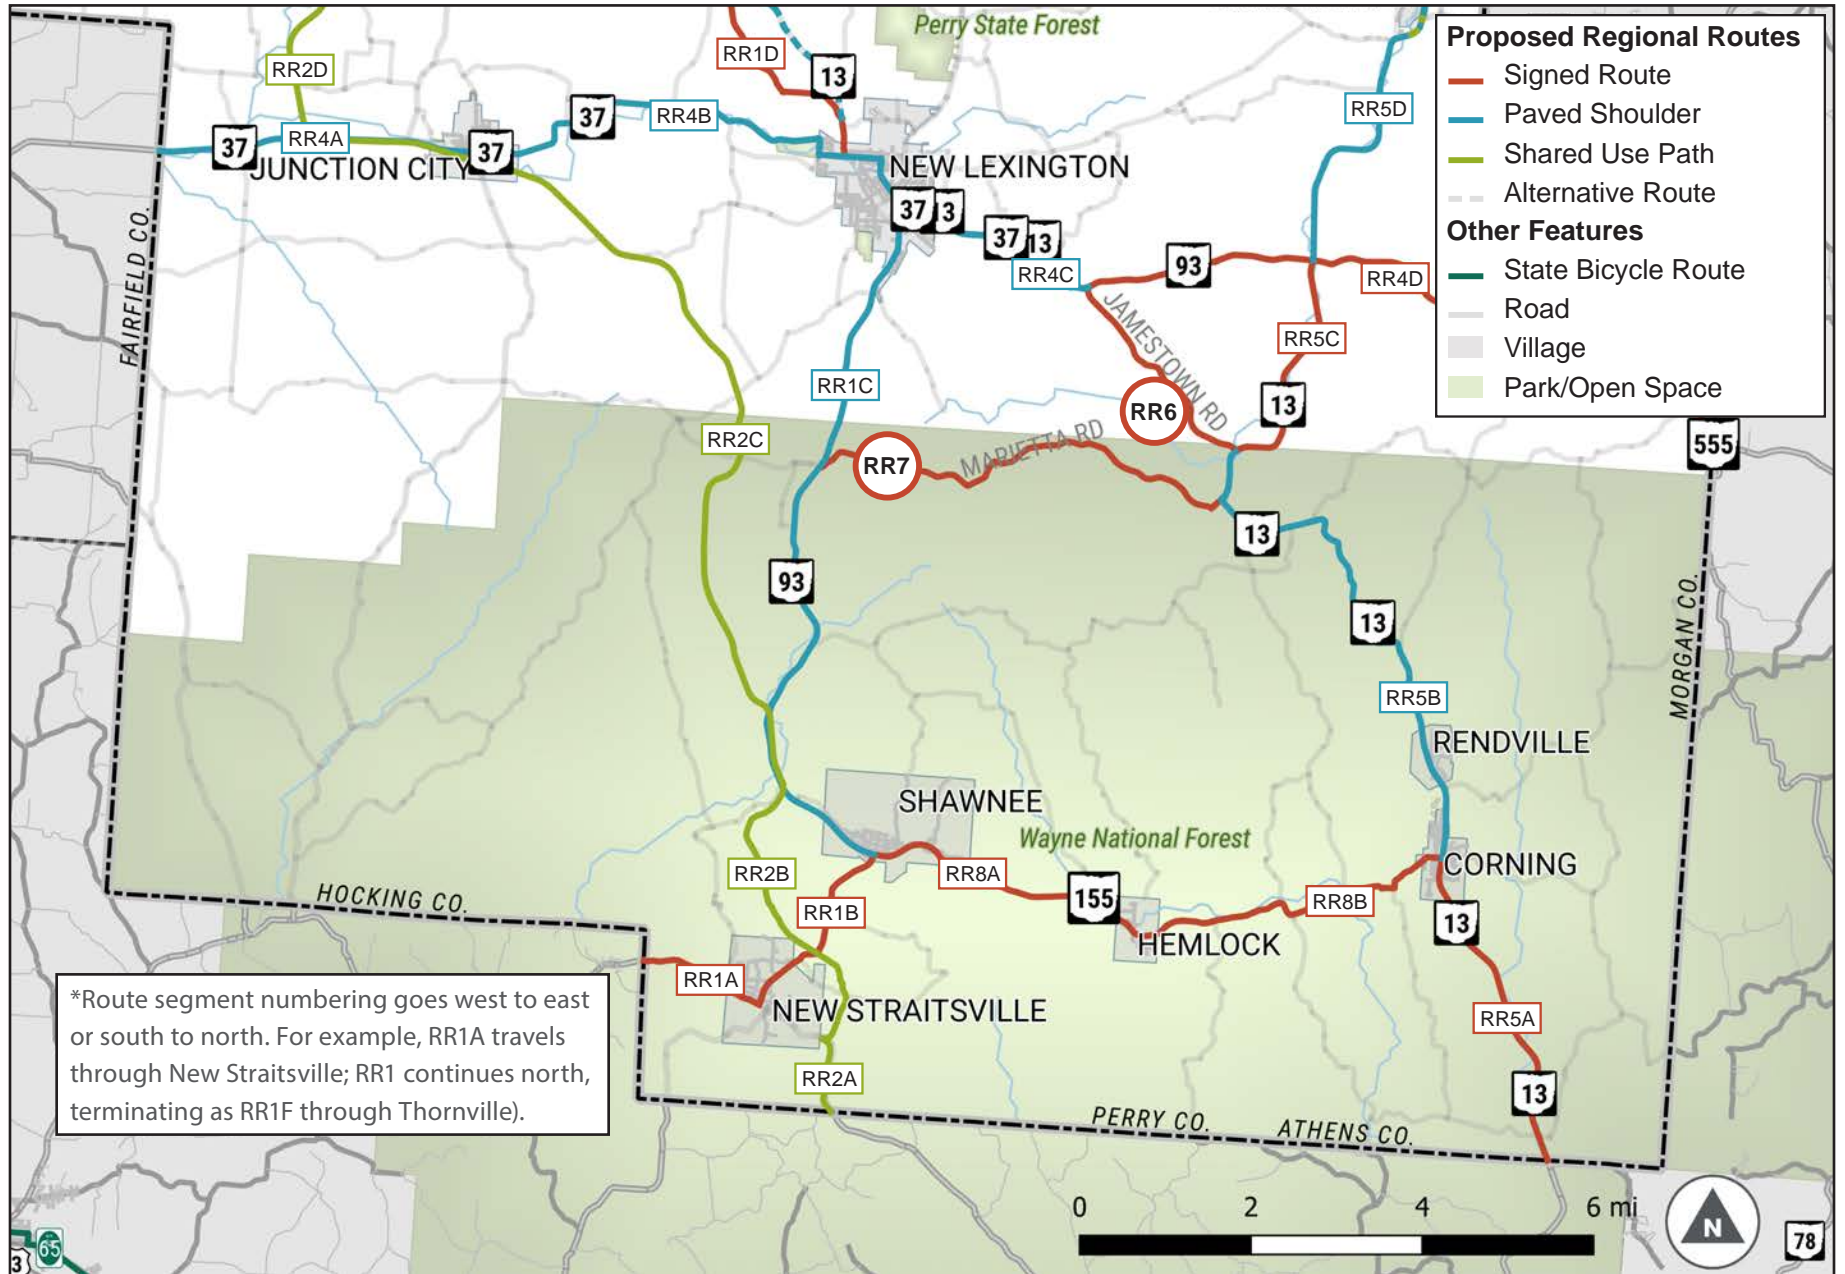 Perry State Forest
RR1D
13
RR2D
37
RR4B
RR5D
37
RR4A
37
JUNCTION CITY
NEW LEXINGTON
37
13
37
13
RR4C
93
RR4D
FAIRFIELD CO.
JAMESTOWN RD
RR5C
RR1C
RR6
13
RR2C
RR7
MARIETTA RD
555
13
93
13
MORGAN CO.
RR5B
RENDVILLE
SHAWNEE
Wayne National Forest
RR2B
RR8A
CORNING
155
RR8B
HOCKING CO.
RR1B
13
HEMLOCK
RR1A
NEW STRAITSVILLE
RR5A
RR2A
13
PERRY CO.
ATHENS CO.
Proposed Regional Routes
Signed Route
Paved Shoulder
Shared Use Path
Alternative Route
Other Features
State Bicycle Route
Road
Village
Park/Open Space
*Route segment numbering goes west to east
or south to north. For example, RR1A travels
through New Straitsville; RR1 continues north,
terminating as RR1F through Thornville).
0 2 4 6 mi
N
78
65
3